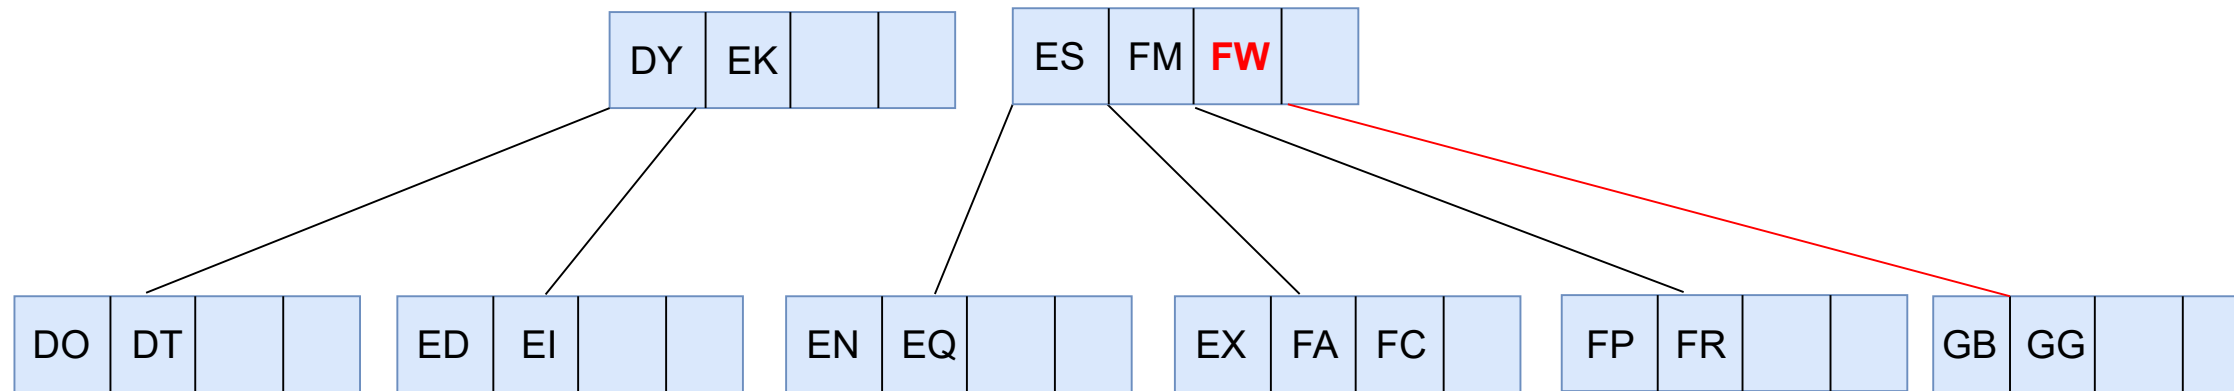 DY EK
ES FM FW
DO DT
ED EI
EN EQ
EX FA FC
FP FR
GB GG